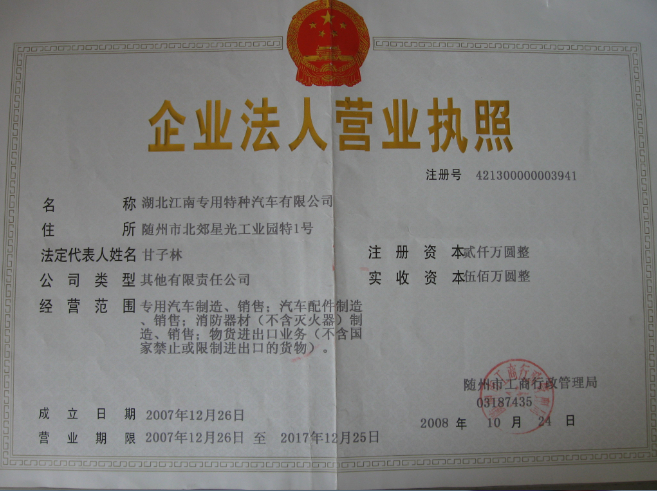 企业法人营业执照
注册号 421300000003941
名称 湖北江南专用特种汽车有限公司
住所 随州市北郊星光工业园特1号
法定代表人姓名 甘子林
注册资本 贰仟万圆整
公司类型 其他有限责任公司
实收资本 伍佰万圆整
经营范围 专用汽车制造、销售;汽车配件制造
、销售;消防器材(不含灭火器)制
造、销售;物货进出口业务(不含国
家禁止或限制进出口的货物)。
随州市工商行政管理局
03187435
成立日期 2007年12月26日
2008 年 10 月 24 日
营业期限 2007年12月26日 至 2017年12月25日